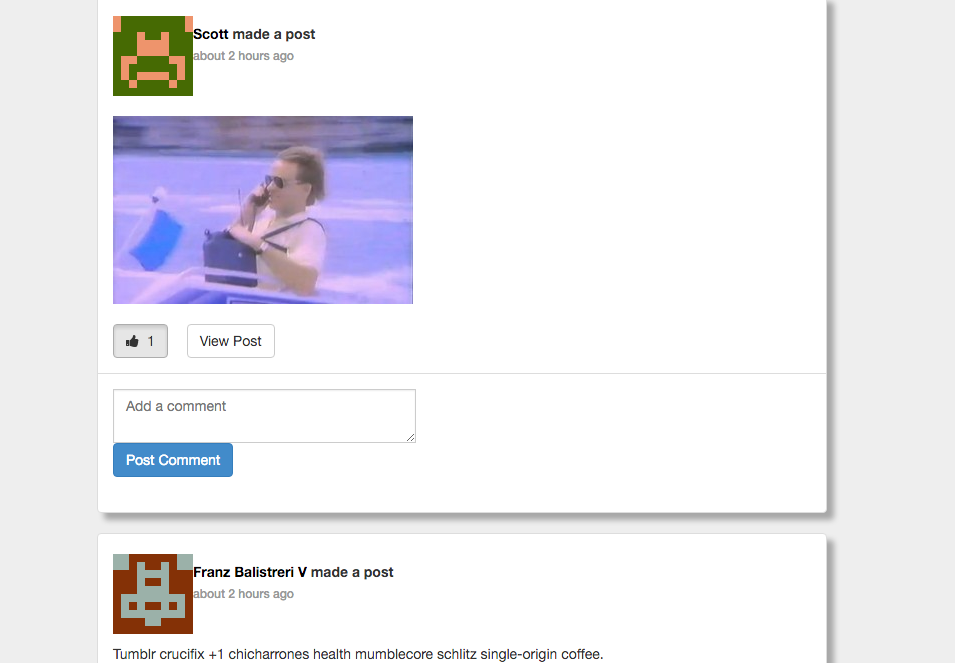 Scott made a post
about 2 hours ago
1
View Post
Add a comment
Post Comment
Franz Balistreri V made a post
about 2 hours ago
Tumblr crucifix +1 chicharrones health mumblecore schlitz single-origin coffee.